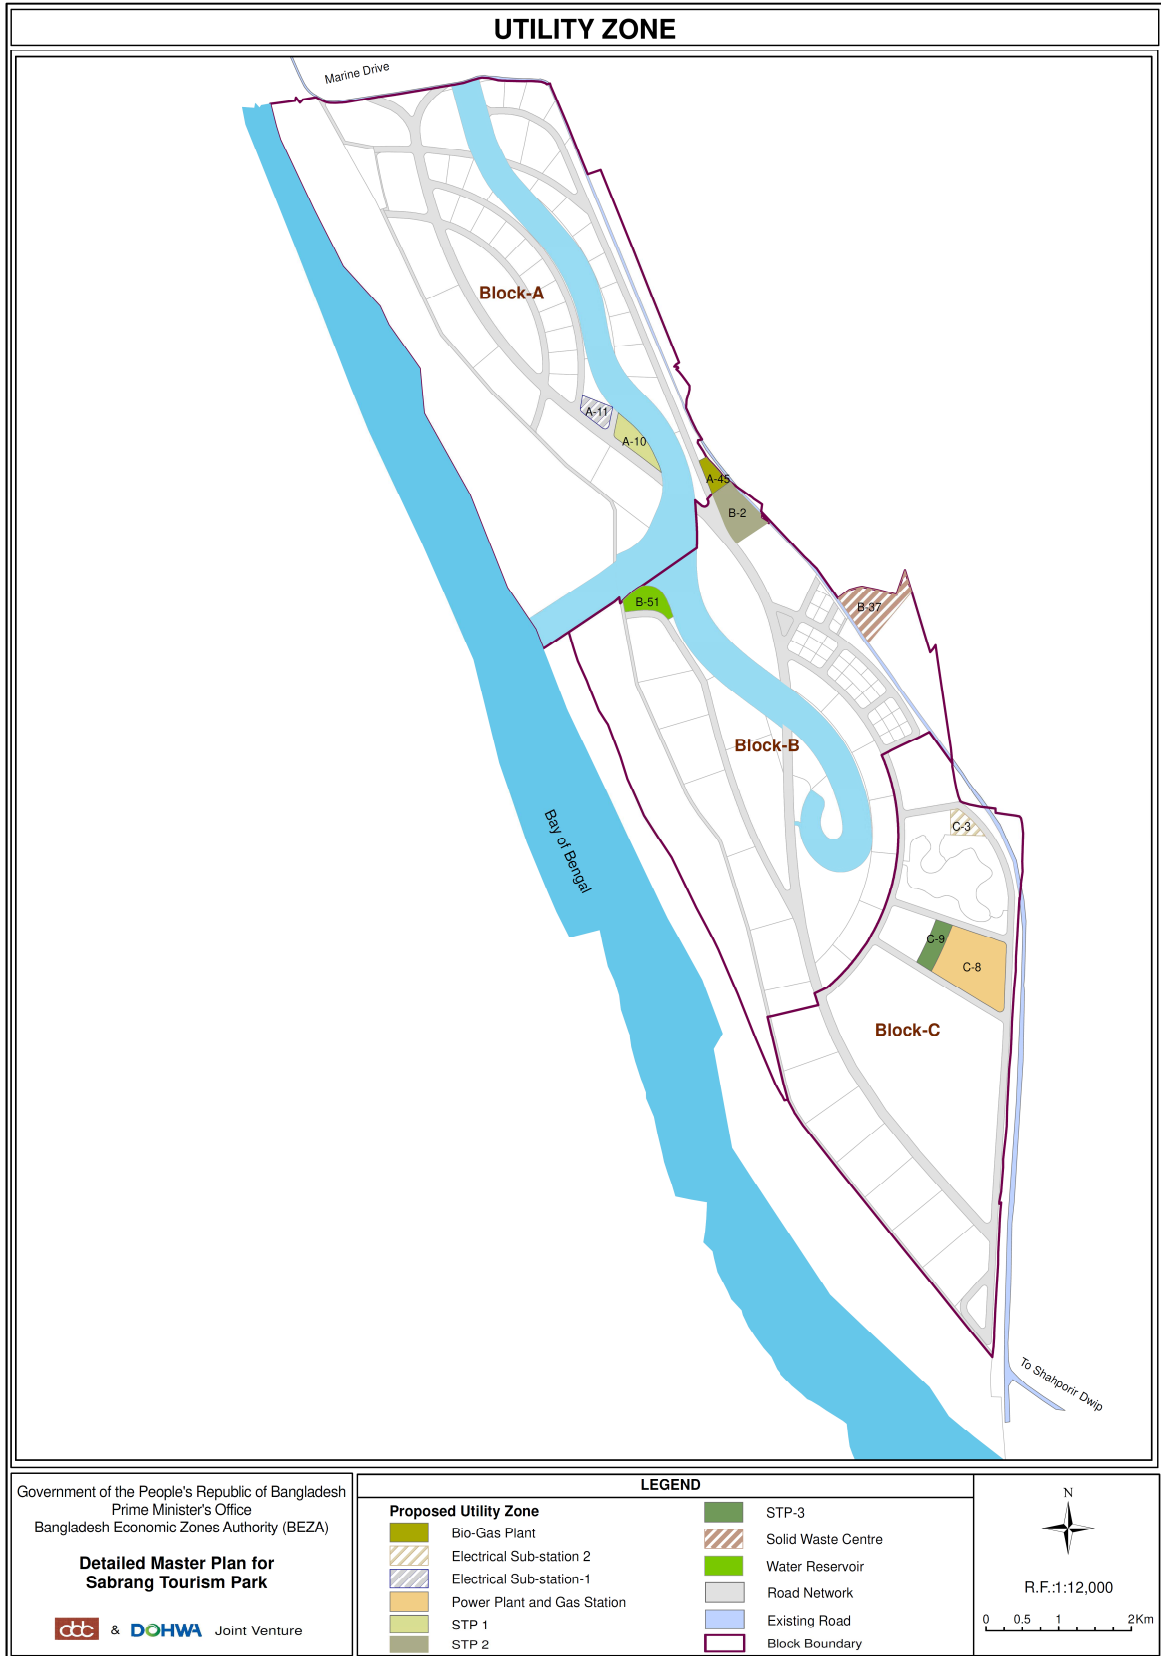 UTILITY ZONE
Marine Drive
Block-A
A-11
A-10
A-45
B-2
B-51
B-37
Block-B
Bay of Bengal
C-3
C-9
C-8
Block-C
To Shahporir Dwip
Government of the People's Republic of Bangladesh
Prime Minister's Office
Bangladesh Economic Zones Authority (BEZA)
Detailed Master Plan for
Sabrang Tourism Park
& DOHWA Joint Venture
LEGEND
Proposed Utility Zone
Bio-Gas Plant
Electrical Sub-station 2
Electrical Sub-station-1
Power Plant and Gas Station
STP 1
STP 2
STP-3
Solid Waste Centre
Water Reservoir
Road Network
Existing Road
Block Boundary
N
R.F.:1:12,000
0 0.5 1 2Km